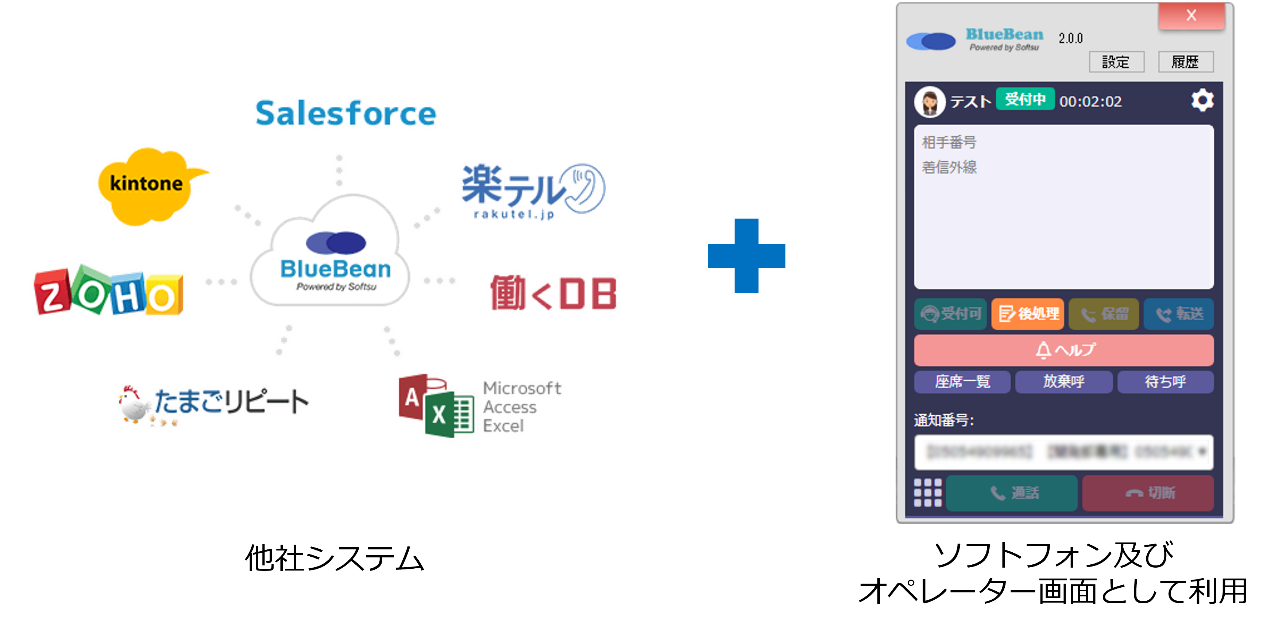 Salesforce
kintone
楽テル
rakutel.jp
ZOHO
BlueBean
Powered by Softsu
働くDB
たまごリピート
A
X
Microsoft
Access
Excel
他社システム
X
BlueBean
Powered by Softsu
2.0.0
設定
履歴
テスト 受付中 00:02:02
相手番号
着信外線
受付可 後処理 保留 転送
ヘルプ
座席一覧 放棄呼 待ち呼
通知番号:
通話 切断
ソフトフォン及び
オペレーター画面として利用